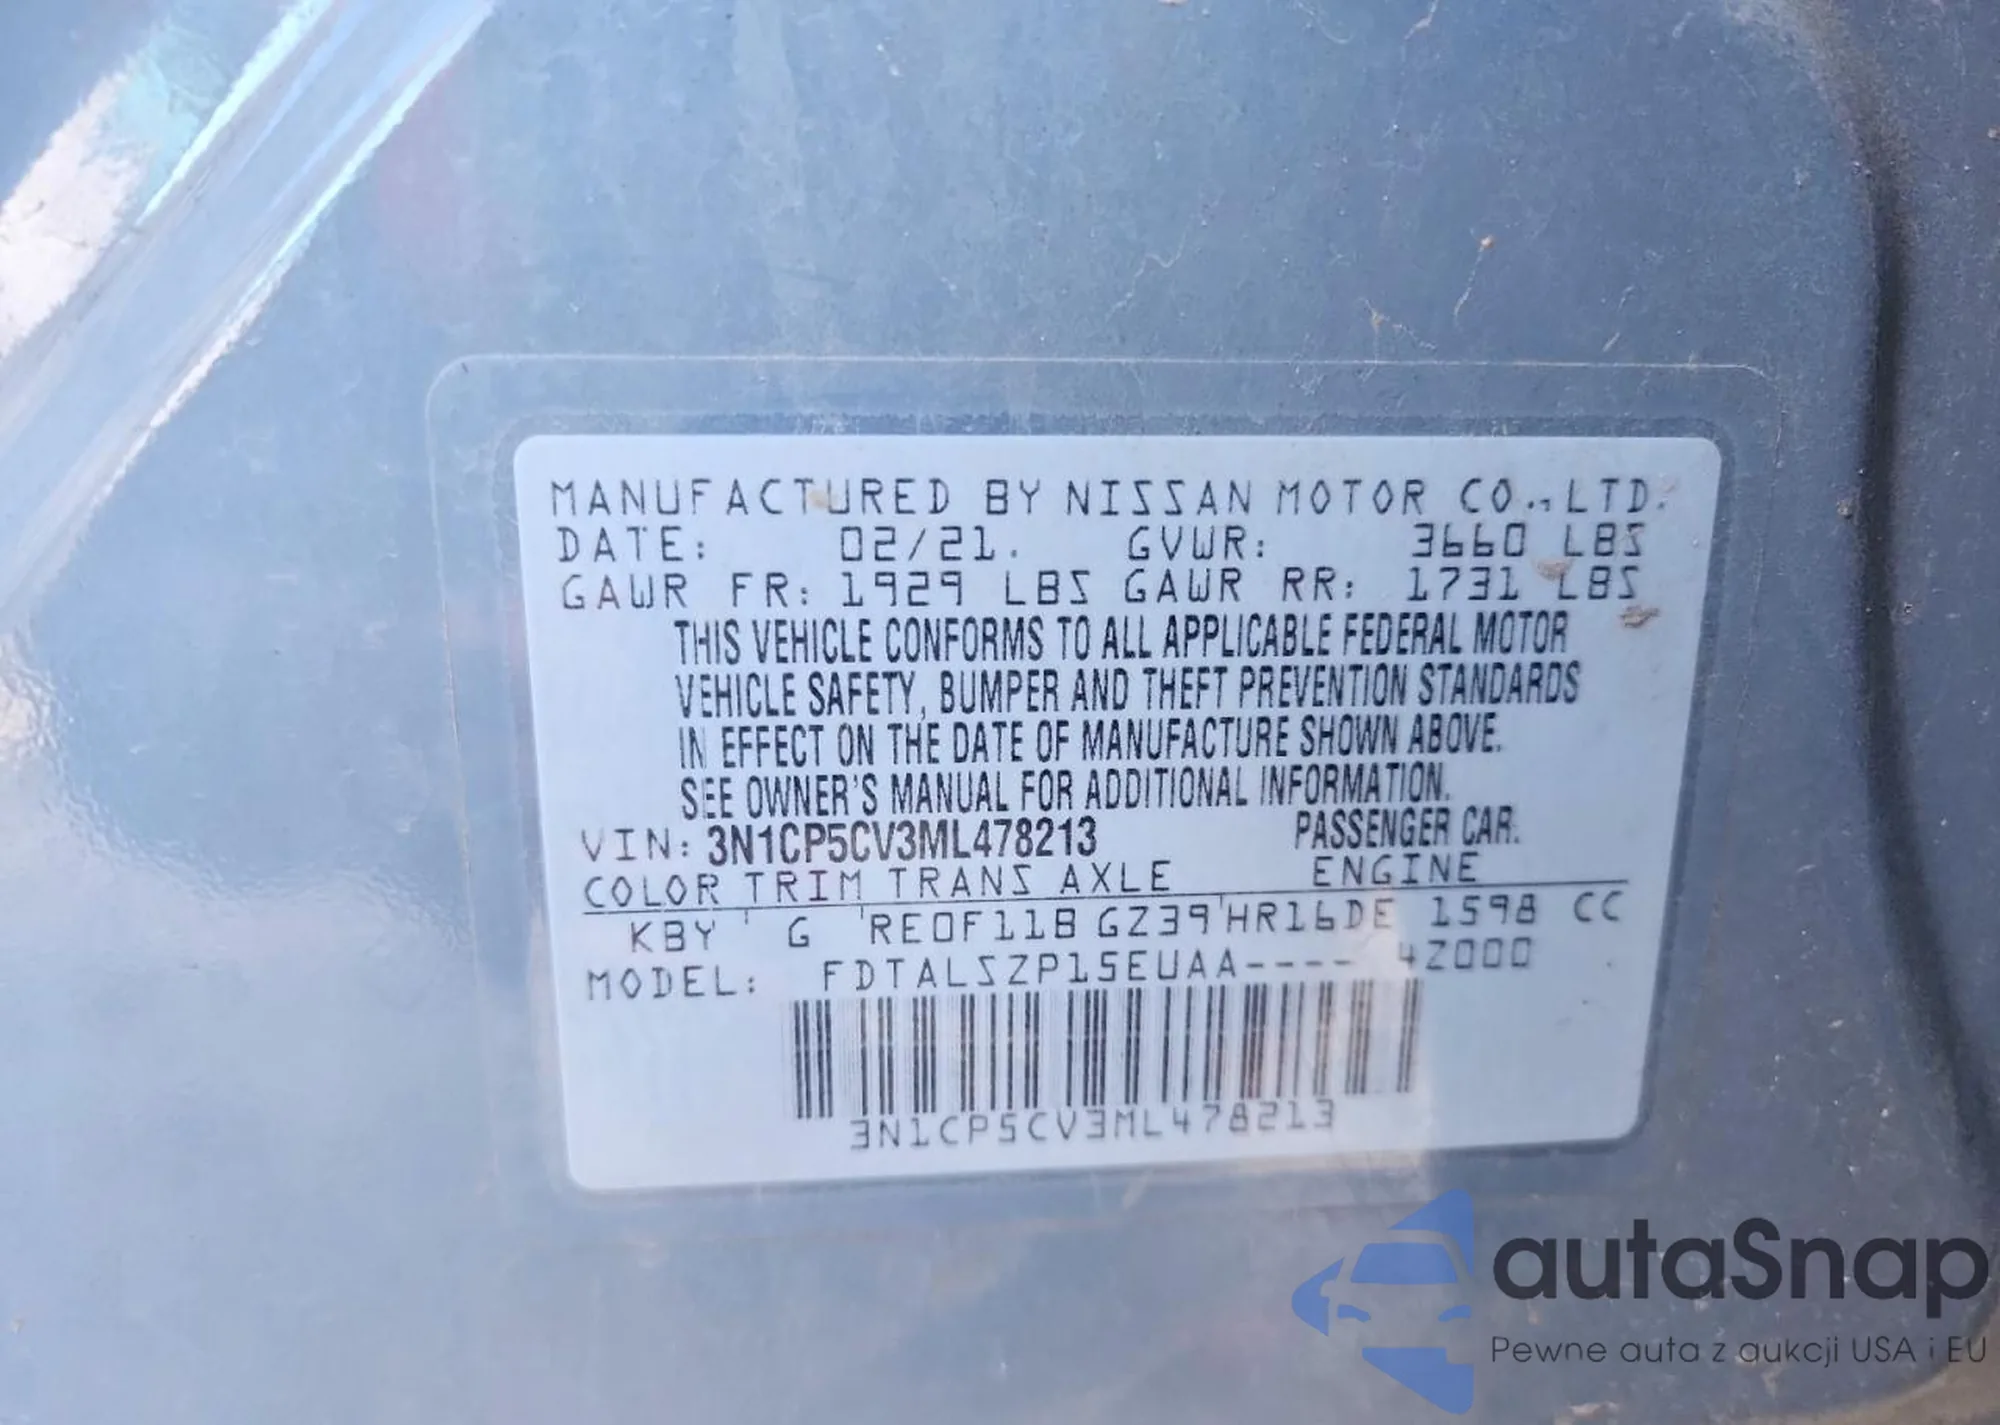 MANUFACTURED BY NISSAN MOTOR CO.,LTD.
DATE: 02/21. GVWR: 3660 LBS
GAWR FR: 1929 LBS GAWR RR: 1731 LBS
THIS VEHICLE CONFORMS TO ALL APPLICABLE FEDERAL MOTOR
VEHICLE SAFETY, BUMPER AND THEFT PREVENTION STANDARDS
IN EFFECT ON THE DATE OF MANUFACTURE SHOWN ABOVE.
SEE OWNER'S MANUAL FOR ADDITIONAL INFORMATION.
VIN: 3N1CP5CV3ML478213 PASSENGER CAR.
COLOR TRIM TRANS AXLE ENGINE
KBY ' G 'RE0F11B GZ39'HR16DE 1598 CC
MODEL: FDTALSZP15EUAA---- 4Z000
3N1CP5CV3ML478213
autaSnap
Pewne auta z aukcji USA i EU